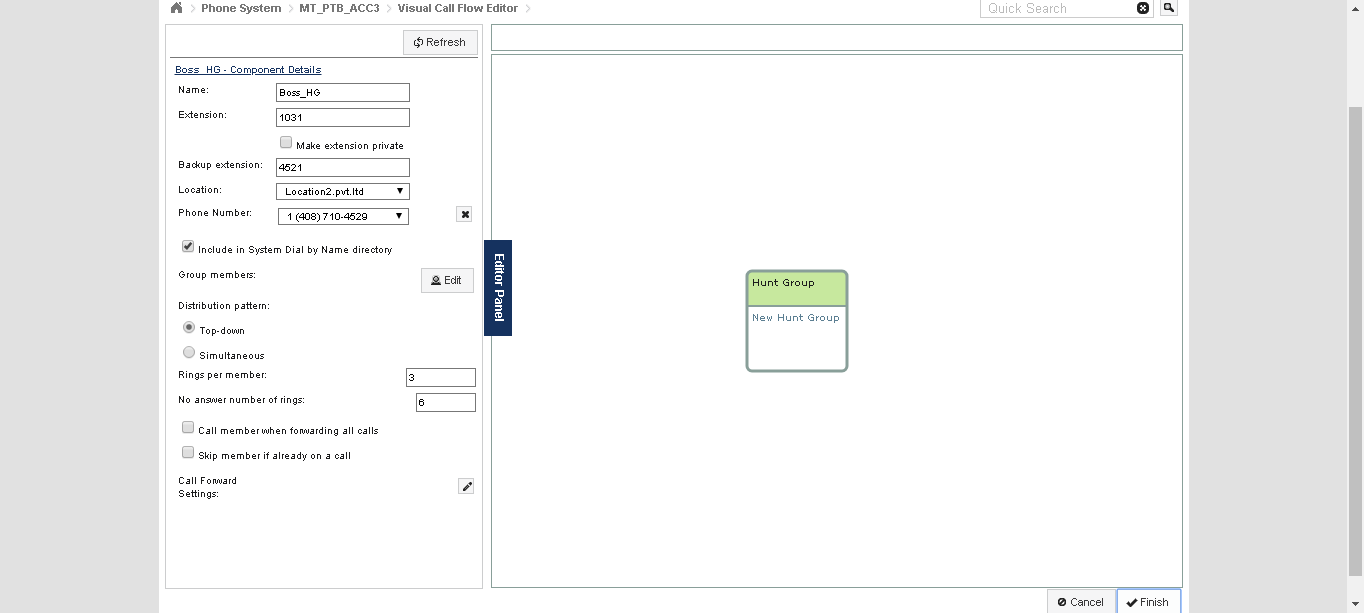 Phone System MT_PTB_ACC3 Visual Call Flow Editor
Quick Search
Refresh
Boss_HG - Component Details
Name: Boss_HG
Extension: 1031
Make extension private
Backup extension: 4521
Location: Location2.pvt.ltd
Phone Number: 1 (408) 710-4529
Include in System Dial by Name directory
Group members: Edit
Distribution pattern:
Top-down
Simultaneous
Rings per member: 3
No answer number of rings: 6
Call member when forwarding all calls
Skip member if already on a call
Call Forward
Settings:
Editor Panel
Hunt Group
New Hunt Group
Cancel Finish